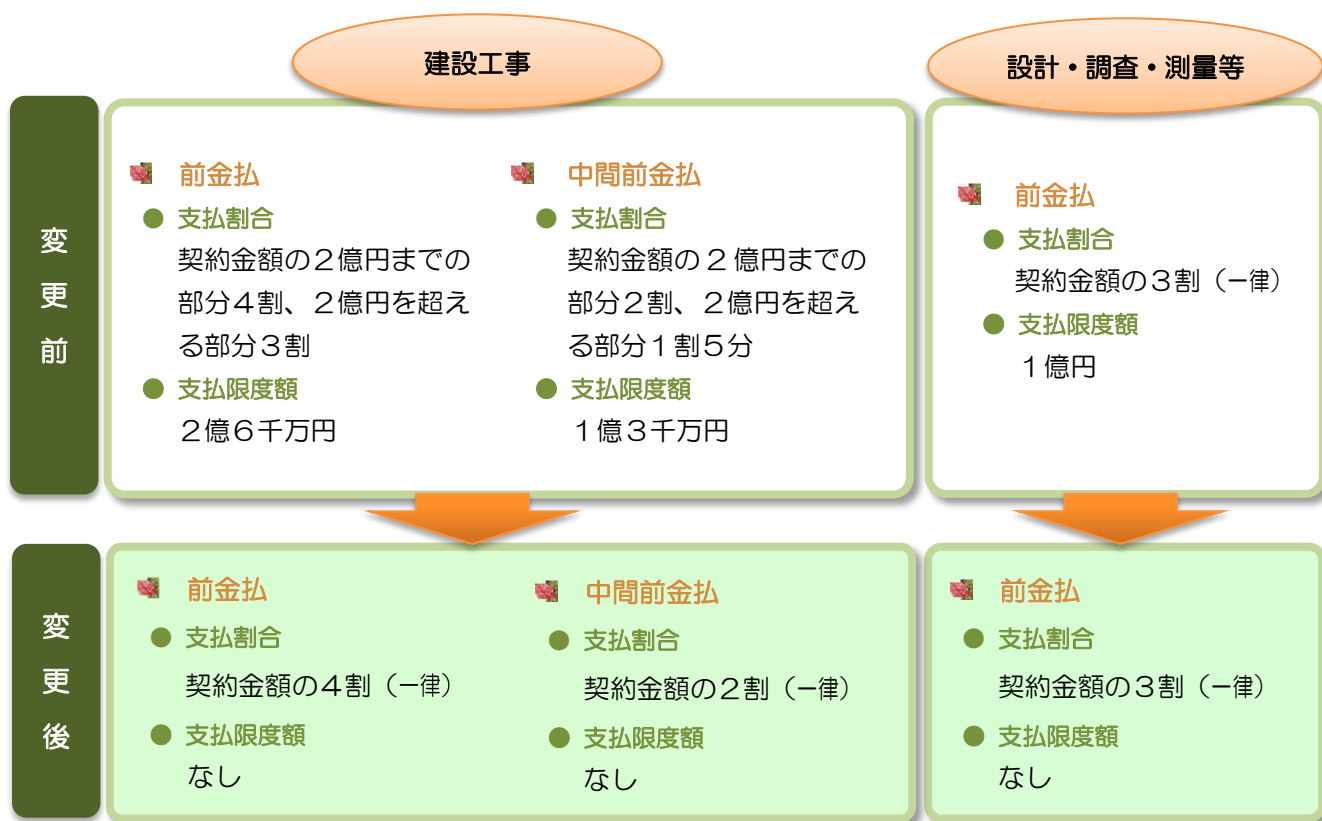 建設工事
設計・調査・測量等
変更前
前金払
支払割合
契約金額の２億円までの
部分４割、２億円を超え
る部分３割
支払限度額
２億６千万円
中間前金払
支払割合
契約金額の２億円までの
部分２割、２億円を超え
る部分１割５分
支払限度額
１億３千万円
前金払
支払割合
契約金額の３割（一律）
支払限度額
１億円
変更後
前金払
支払割合
契約金額の４割（一律）
支払限度額
なし
中間前金払
支払割合
契約金額の２割（一律）
支払限度額
なし
前金払
支払割合
契約金額の３割（一律）
支払限度額
なし